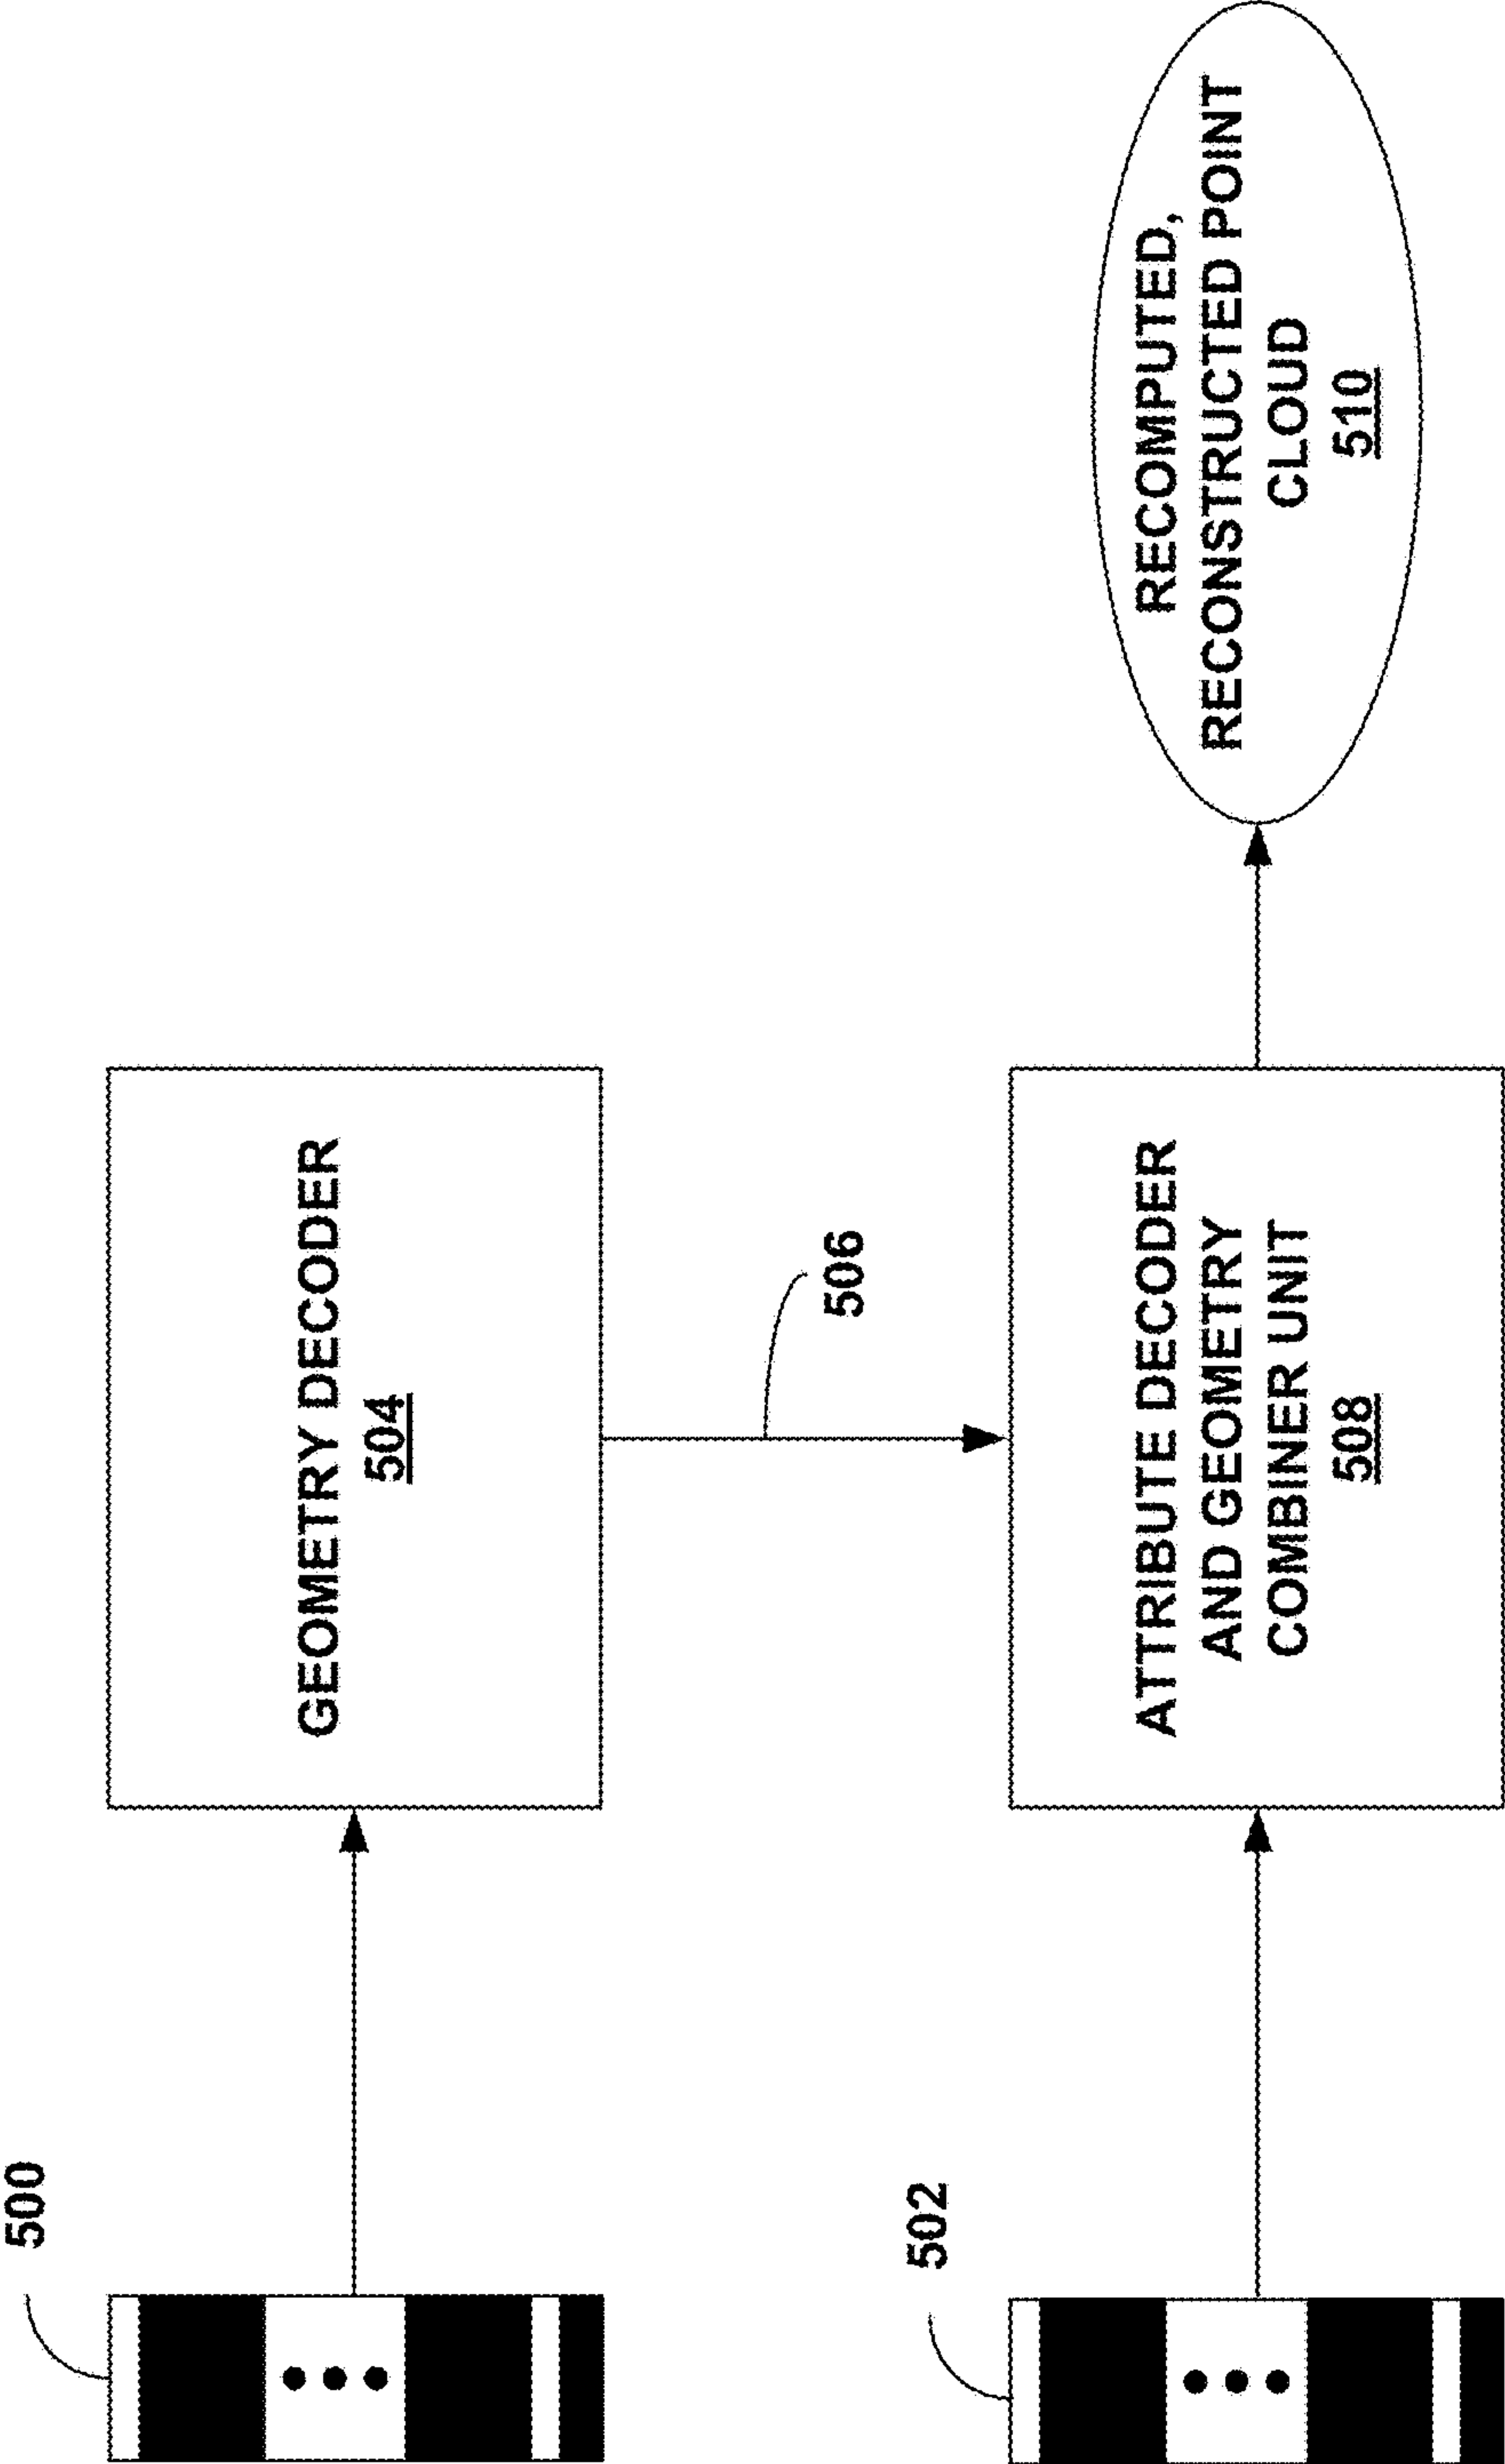 500
GEOMETRY DECODER
504
506
502
ATTRIBUTE DECODER
AND GEOMETRY
COMBINER UNIT
508
RECOMPUTED,
RECONSTRUCTED POINT
CLOUD
510